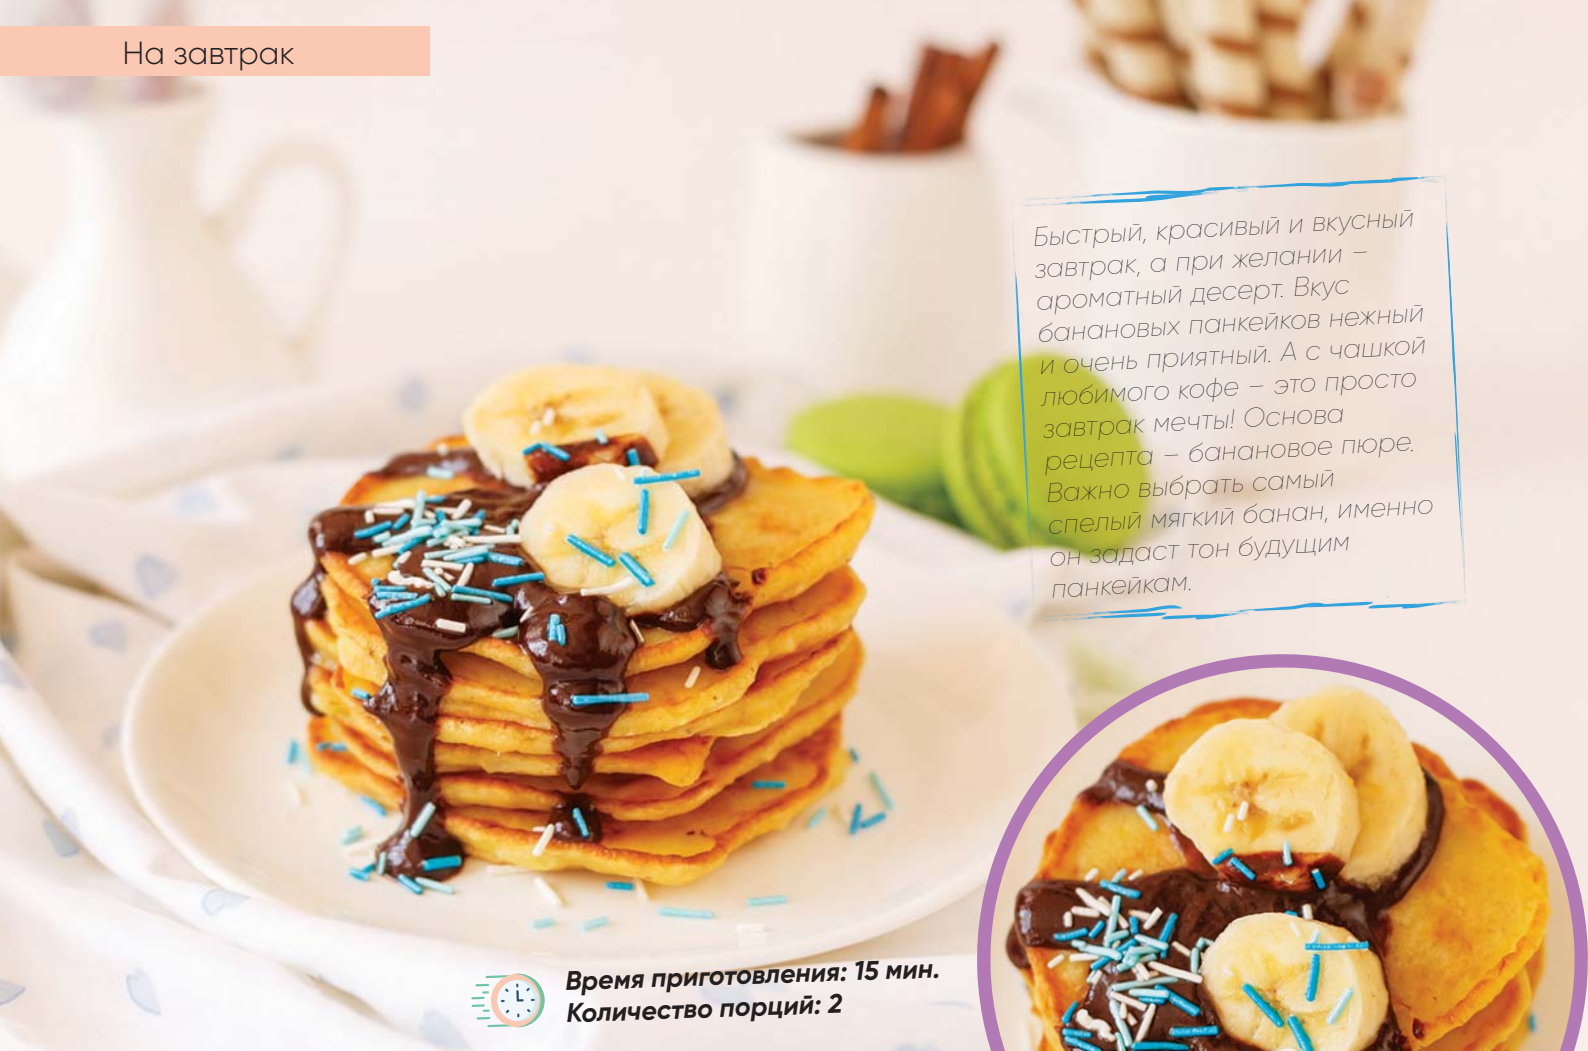 На завтрак
Быстрый, красивый и вкусный
завтрак, а при желании –
ароматный десерт. Вкус
банановых панкейков нежный
и очень приятный. А с чашкой
любимого кофе – это просто
завтрак мечты! Основа
рецепта – банановое пюре.
Важно выбрать самый
спелый мягкий банан, именно
он задаст тон будущим
панкейкам.
Время приготовления: 15 мин.
Количество порций: 2